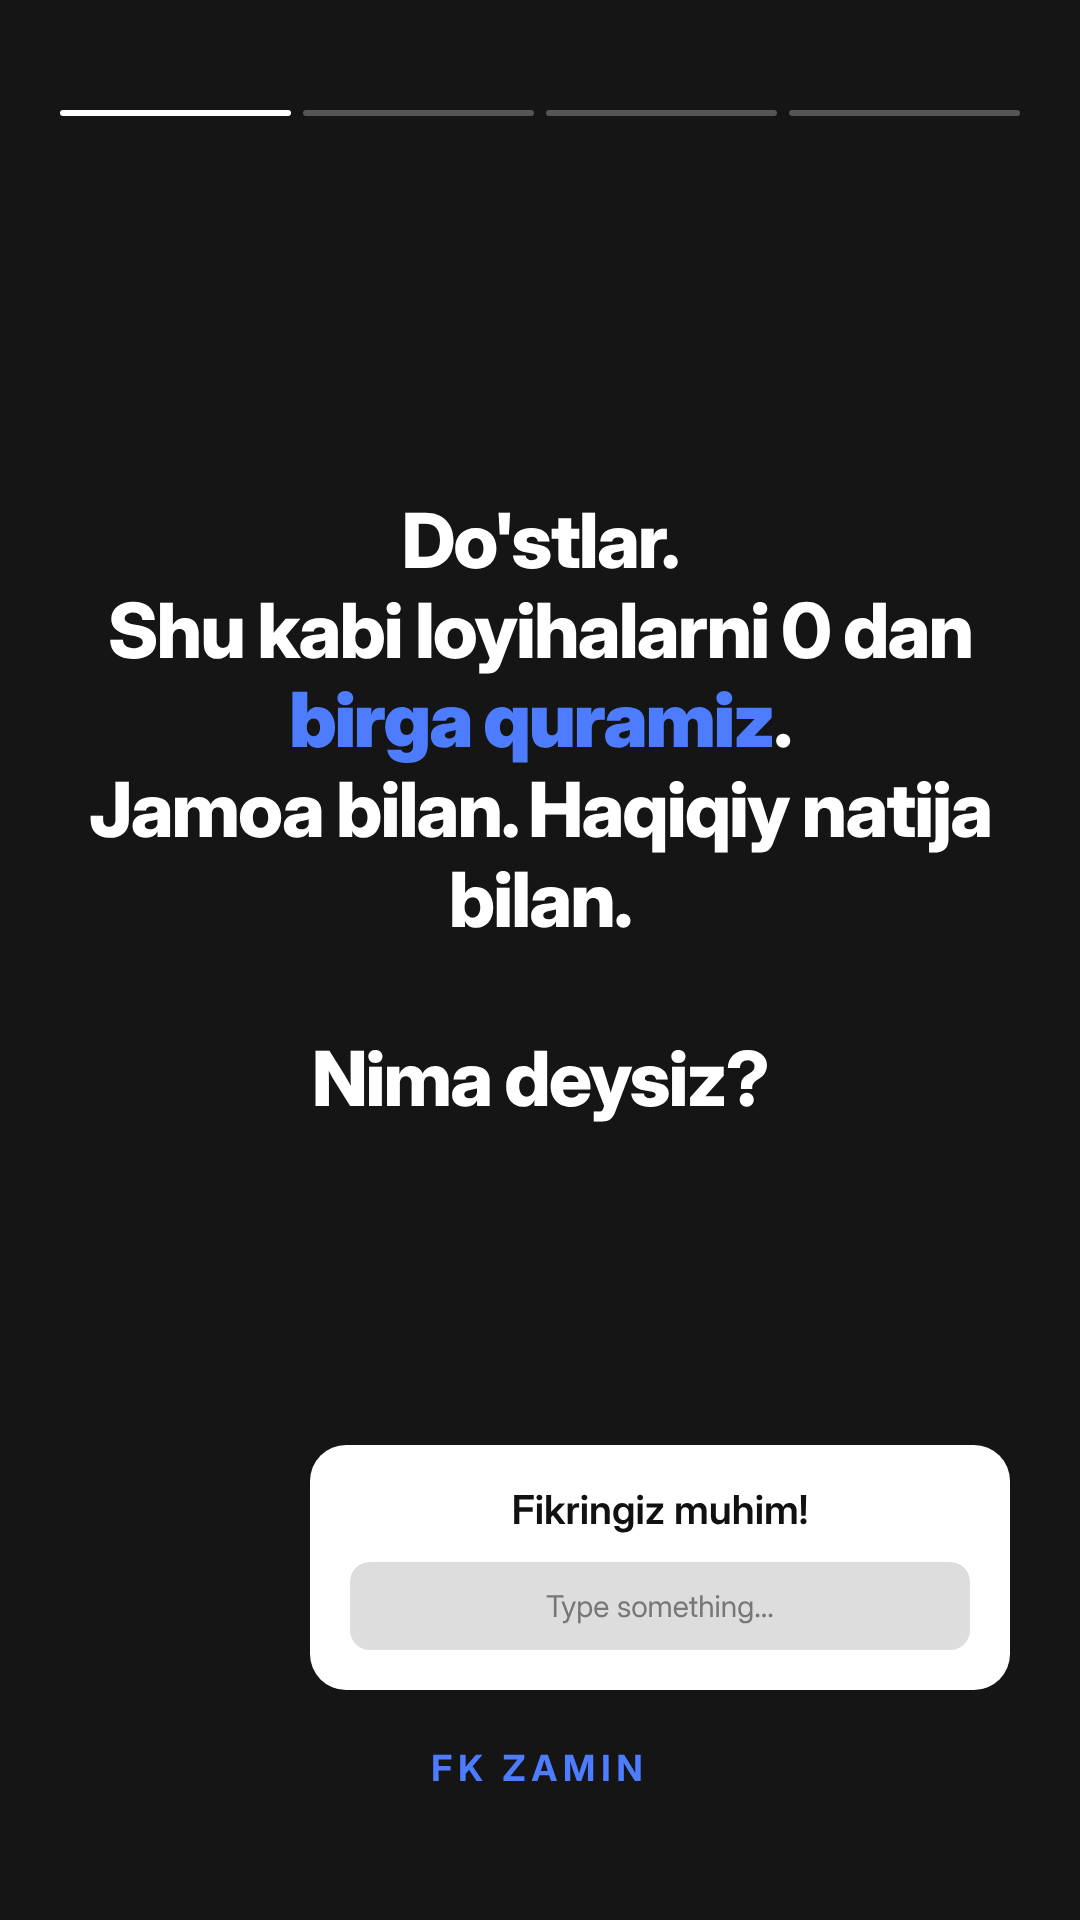 Do'stlar.
Shu kabi loyihalarni 0 dan
birga quramiz.
Jamoa bilan. Haqiqiy natija
bilan.
Nima deysiz?
Fikringiz muhim!
Type something...
FK ZAMIN